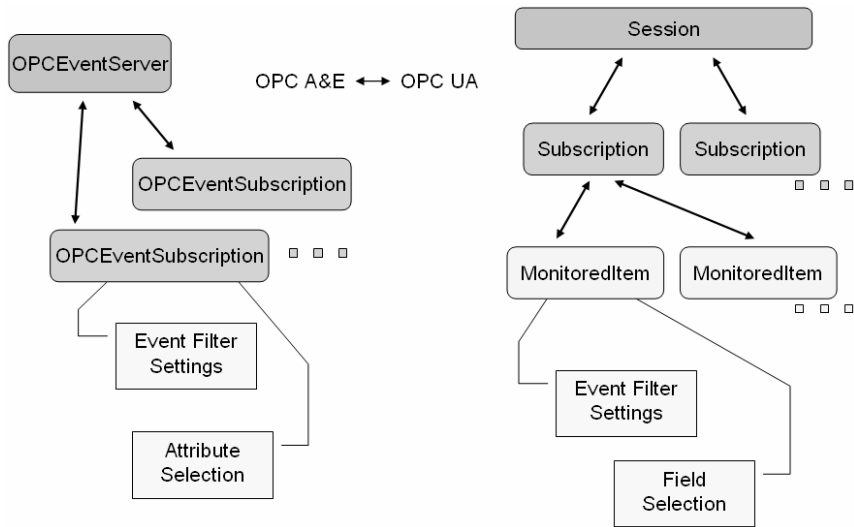 Session
OPCEventServer
OPC A&E ↔ OPC UA
Subscription
Subscription
OPCEventSubscription
OPCEventSubscription
MonitoredItem
MonitoredItem
Event Filter
Settings
Event Filter
Settings
Attribute
Selection
Field
Selection